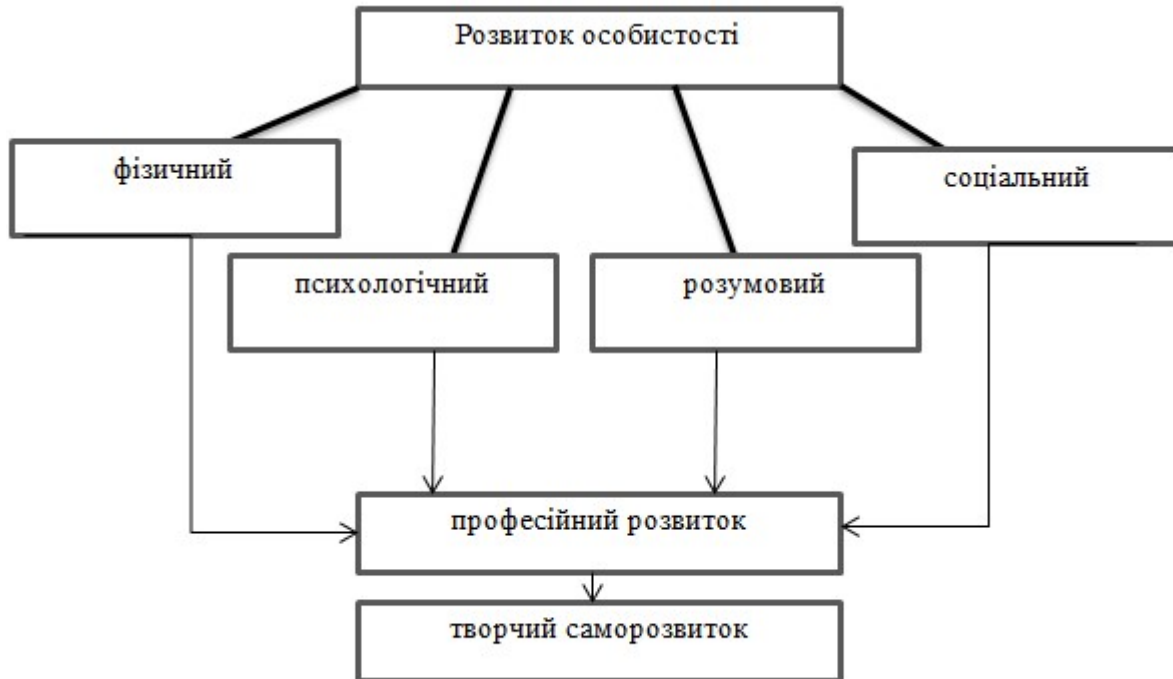 Розвиток особистості
фізичний
соціальний
психологічний
розумовий
професійний розвиток
творчий саморозвиток